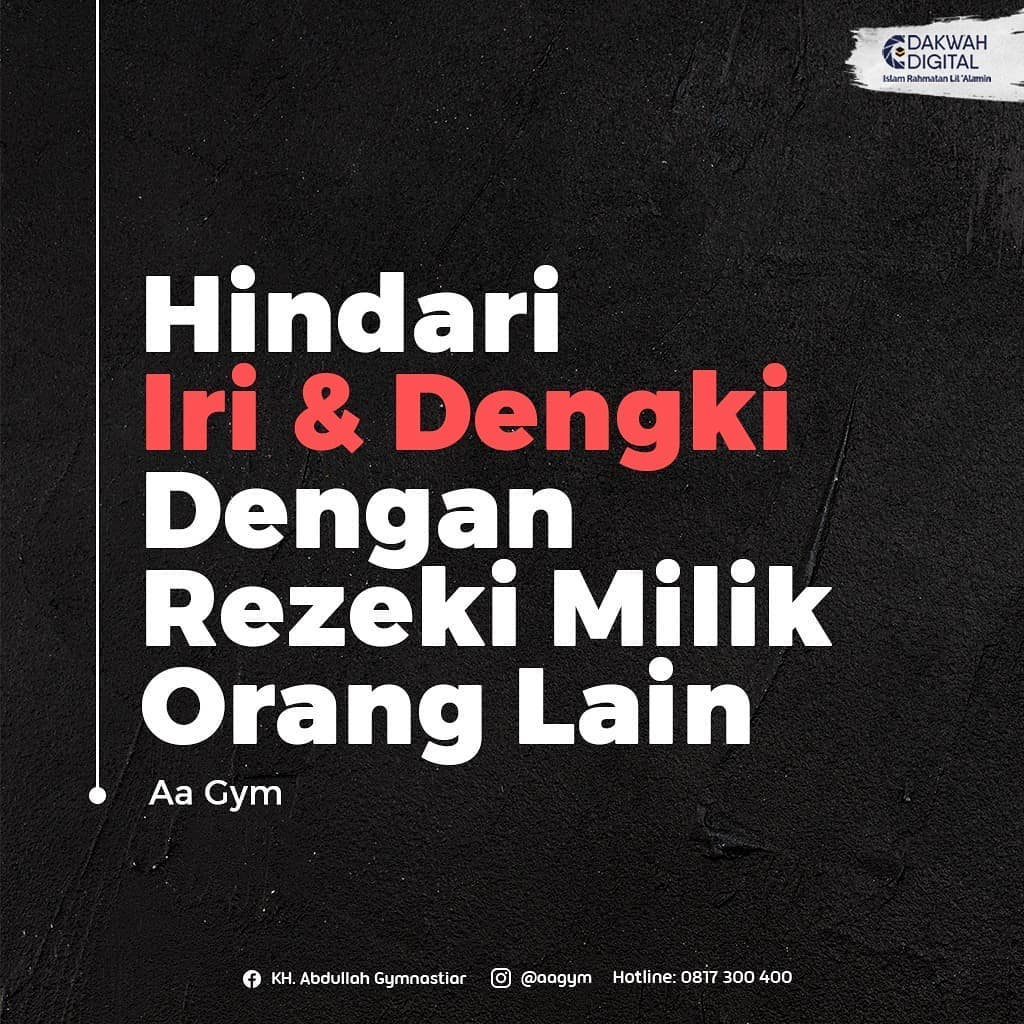 DAKWAH
DIGITAL
Islam Rahmatan Lil 'Alamin
Hindari
Iri & Dengki
Dengan
Rezeki Milik
Orang Lain
Aa Gym
KH. Abdullah Gymnastiar @aagym Hotline: 0817 300 400